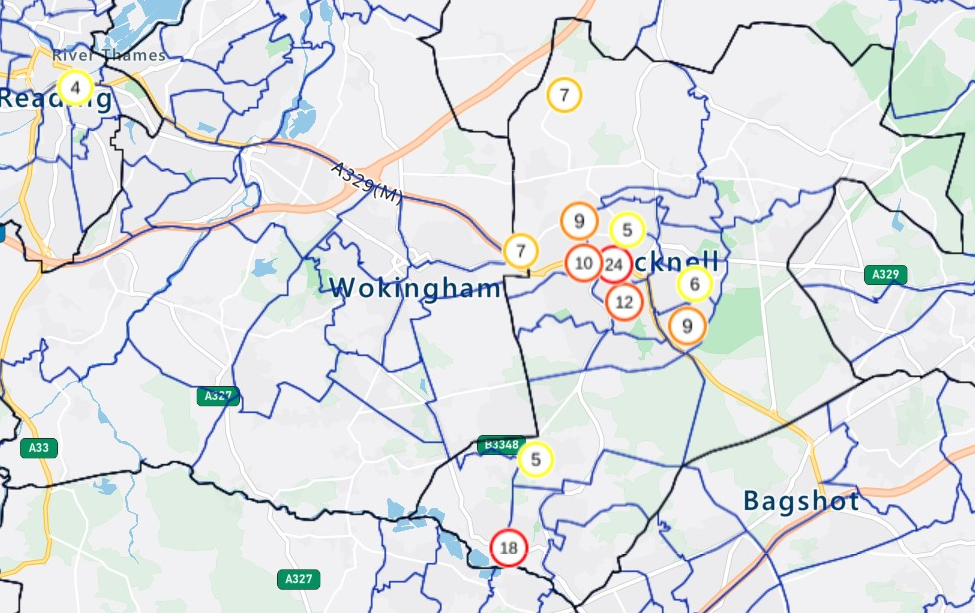 River Thames
4
Reading
7
A329(M)
9
5
7
10
24
cknell
A329
Wokingham
6
12
9
A327
A33
B3348
5
Bagshot
18
A327